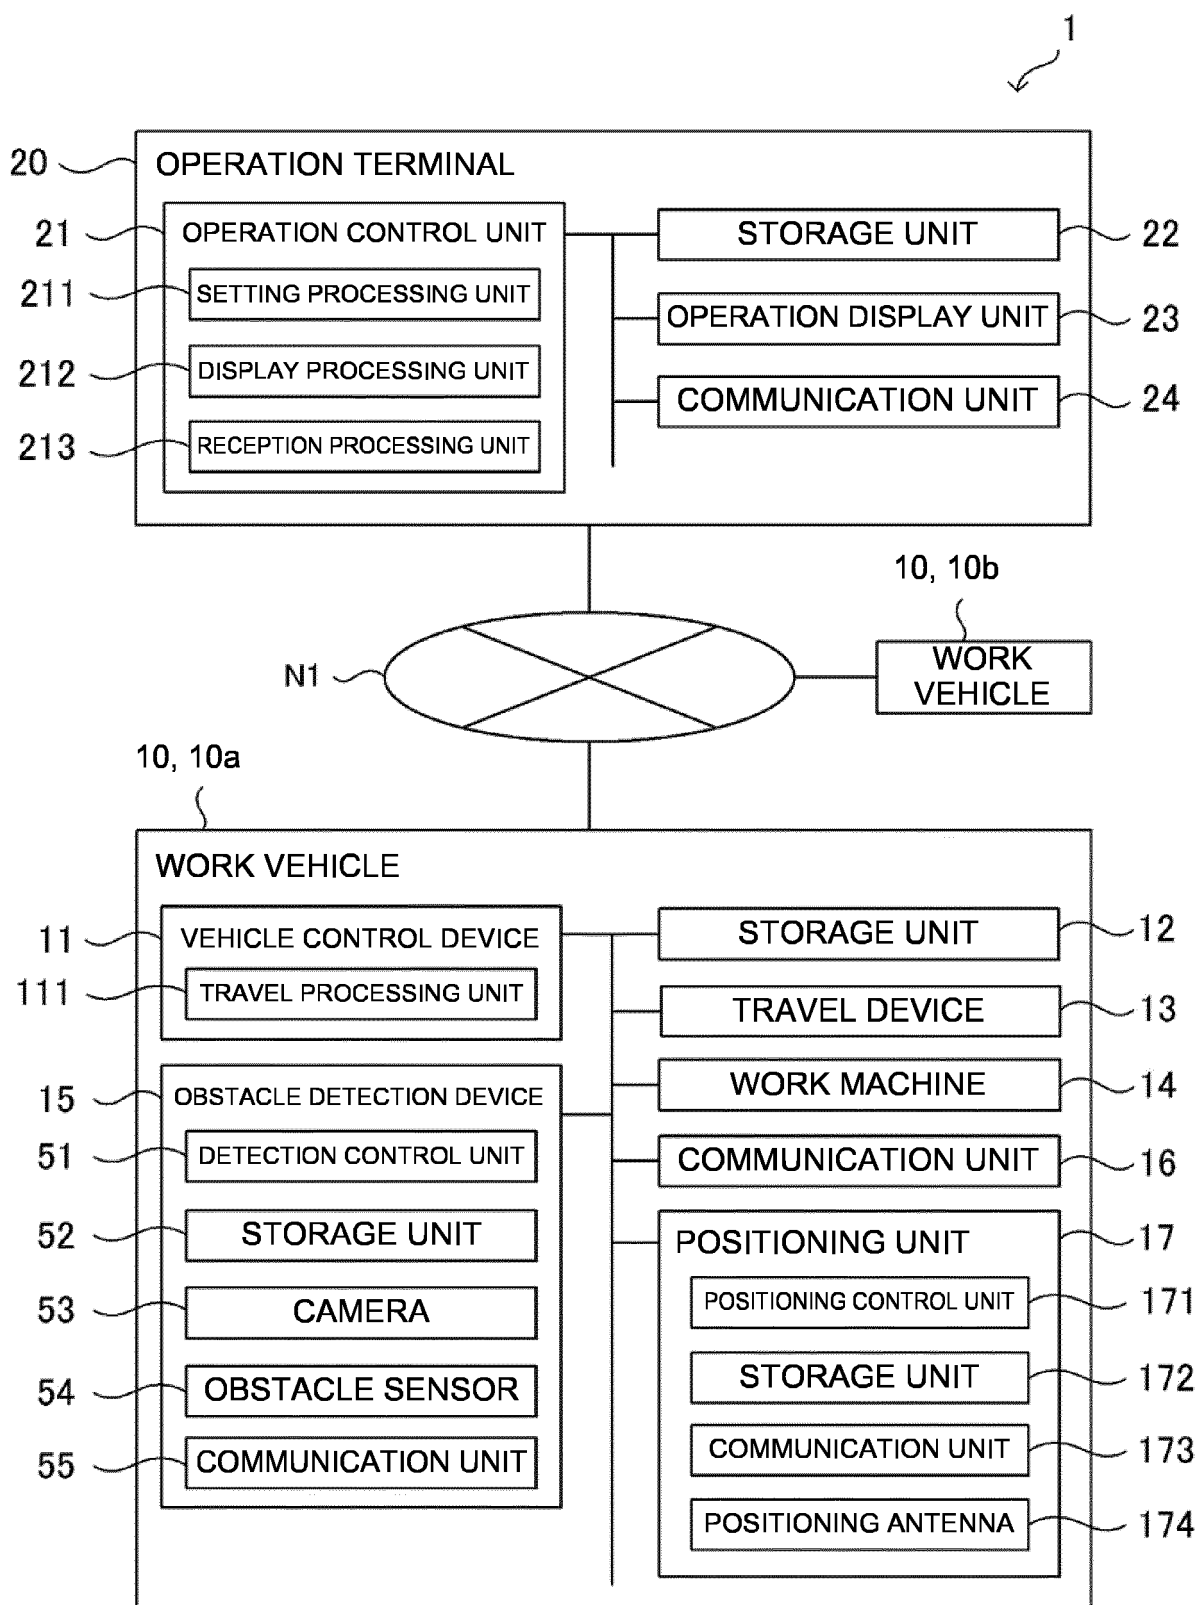 1
20 OPERATION TERMINAL
21 OPERATION CONTROL UNIT
211 SETTING PROCESSING UNIT
212 DISPLAY PROCESSING UNIT
213 RECEPTION PROCESSING UNIT
STORAGE UNIT 22
OPERATION DISPLAY UNIT 23
COMMUNICATION UNIT 24
N1
10, 10b
WORK
VEHICLE
10, 10a
WORK VEHICLE
11 VEHICLE CONTROL DEVICE
111 TRAVEL PROCESSING UNIT
15 OBSTACLE DETECTION DEVICE
51 DETECTION CONTROL UNIT
52 STORAGE UNIT
53 CAMERA
54 OBSTACLE SENSOR
55 COMMUNICATION UNIT
STORAGE UNIT 12
TRAVEL DEVICE 13
WORK MACHINE 14
COMMUNICATION UNIT 16
POSITIONING UNIT 17
POSITIONING CONTROL UNIT 171
STORAGE UNIT 172
COMMUNICATION UNIT 173
POSITIONING ANTENNA 174